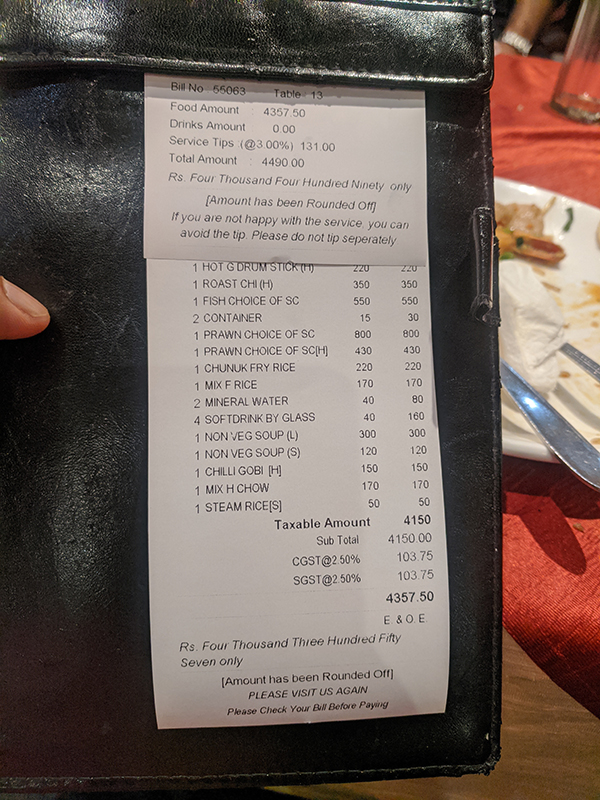 Bill No 55063 Table 13
Food Amount 4357.50
Drinks Amount 0.00
Service Tips (@3.00%) 131.00
Total Amount : 4490.00
Rs. Four Thousand Four Hundred Ninety only
[Amount has been Rounded Off]
If you are not happy with the service you can
avoid the tip. Please do not tip seperately
1 HOT G DRUM STICK (H) 220 220
1 ROAST CHI (H) 350 350
1 FISH CHOICE OF SC 550 550
2 CONTAINER 15 30
1 PRAWN CHOICE OF SC 800 800
1 PRAWN CHOICE OF SC[H] 430 430
1 CHUNUK FRY RICE 220 220
1 MIX F RICE 170 170
2 MINERAL WATER 40 80
4 SOFTDRINK BY GLASS 40 160
1 NON VEG SOUP (L) 300 300
1 NON VEG SOUP (S) 120 120
1 CHILLI GOBI [H] 150 150
1 MIX H CHOW 170 170
1 STEAM RICE[S] 50 50
Taxable Amount 4150
Sub Total 4150.00
CGST@2.50% 103.75
SGST@2.50% 103.75
4357.50
E. & O.E.
Rs. Four Thousand Three Hundred Fifty
Seven only
[Amount has been Rounded Off]
PLEASE VISIT US AGAIN
Please Check Your Bill Before Paying